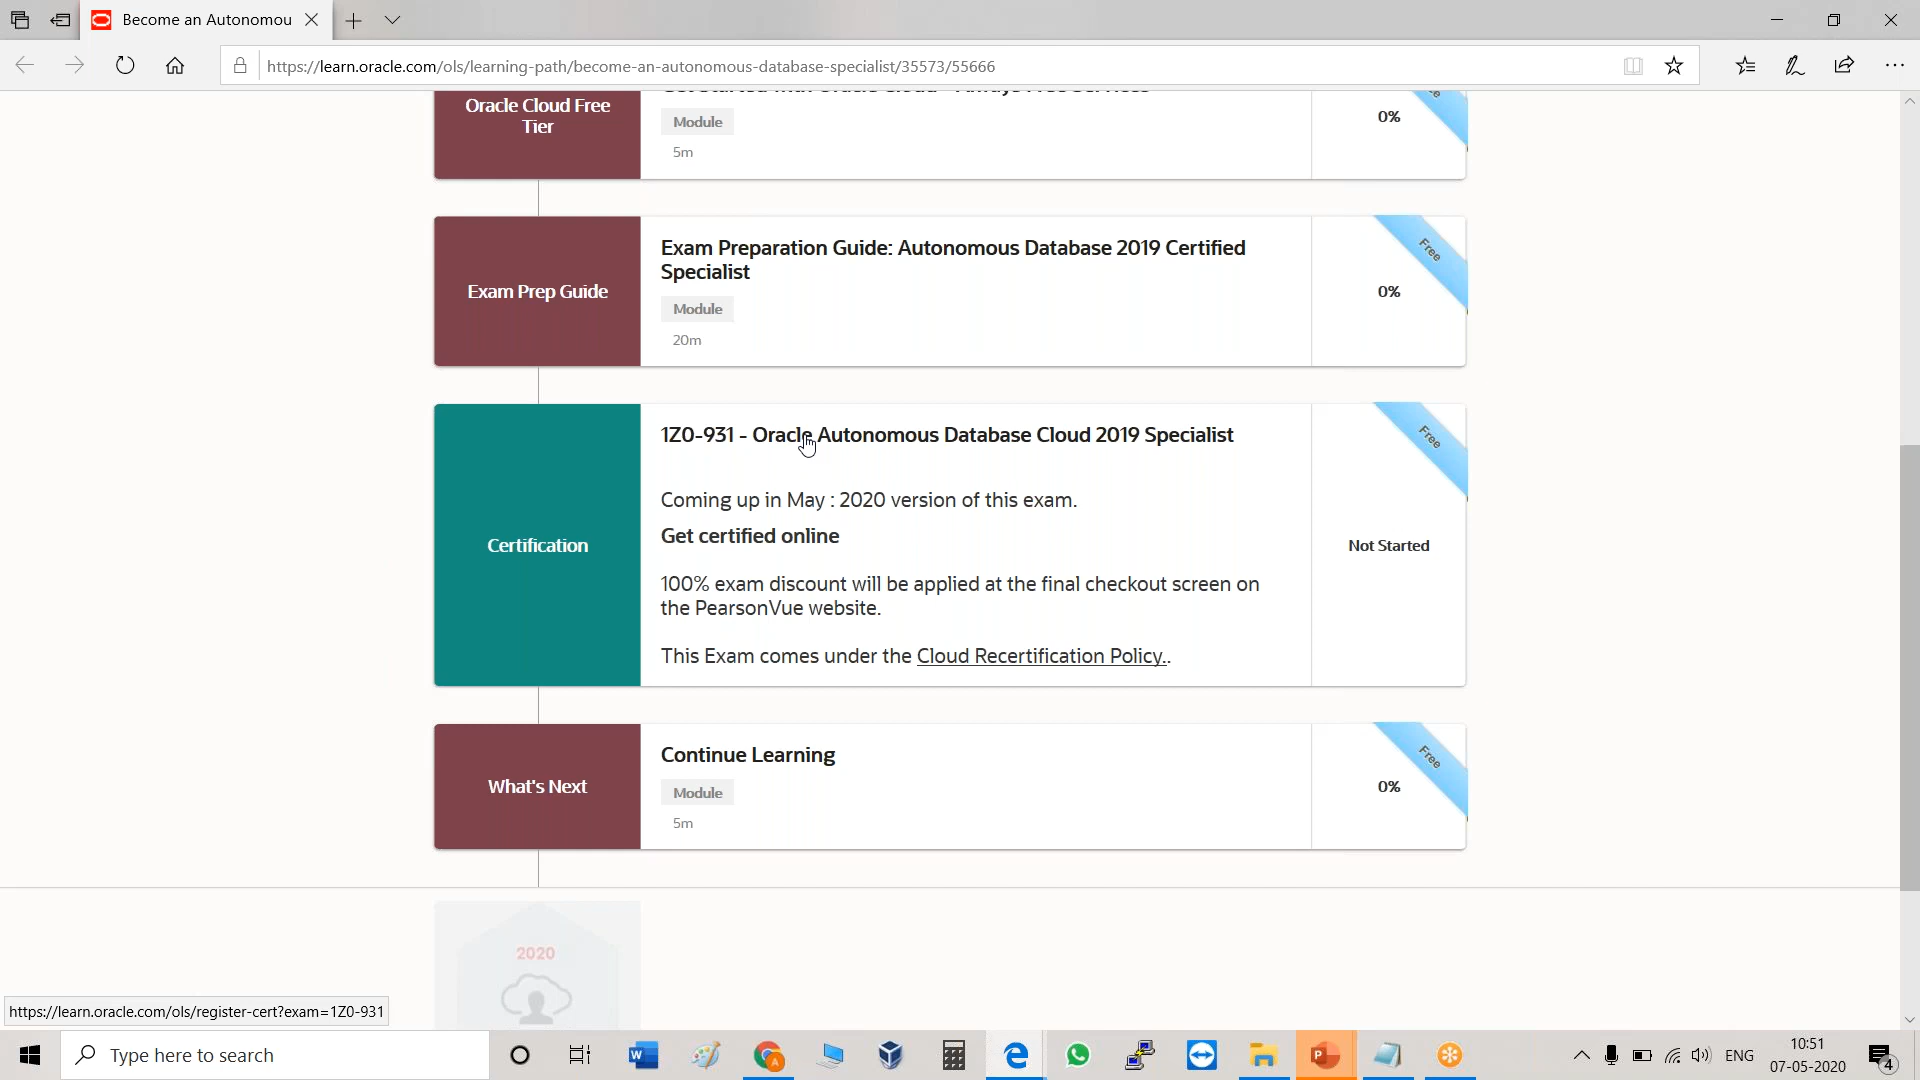 Become an Autonomou
https://learn.oracle.com/ols/learning-path/become-an-autonomous-database-specialist/35573/55666
Oracle Cloud Free
Tier
Module
5m
0%
Exam Prep Guide
Exam Preparation Guide: Autonomous Database 2019 Certified
Specialist
Module
20m
0%
Free
Certification
1Z0-931 - Oracle Autonomous Database Cloud 2019 Specialist
Coming up in May : 2020 version of this exam.
Get certified online
100% exam discount will be applied at the final checkout screen on
the PearsonVue website.
This Exam comes under the Cloud Recertification Policy..
Not Started
Free
What's Next
Continue Learning
Module
5m
0%
Free
2020
https://learn.oracle.com/ols/register-cert?exam=1Z0-931
Type here to search
ENG
10:51
07-05-2020
4